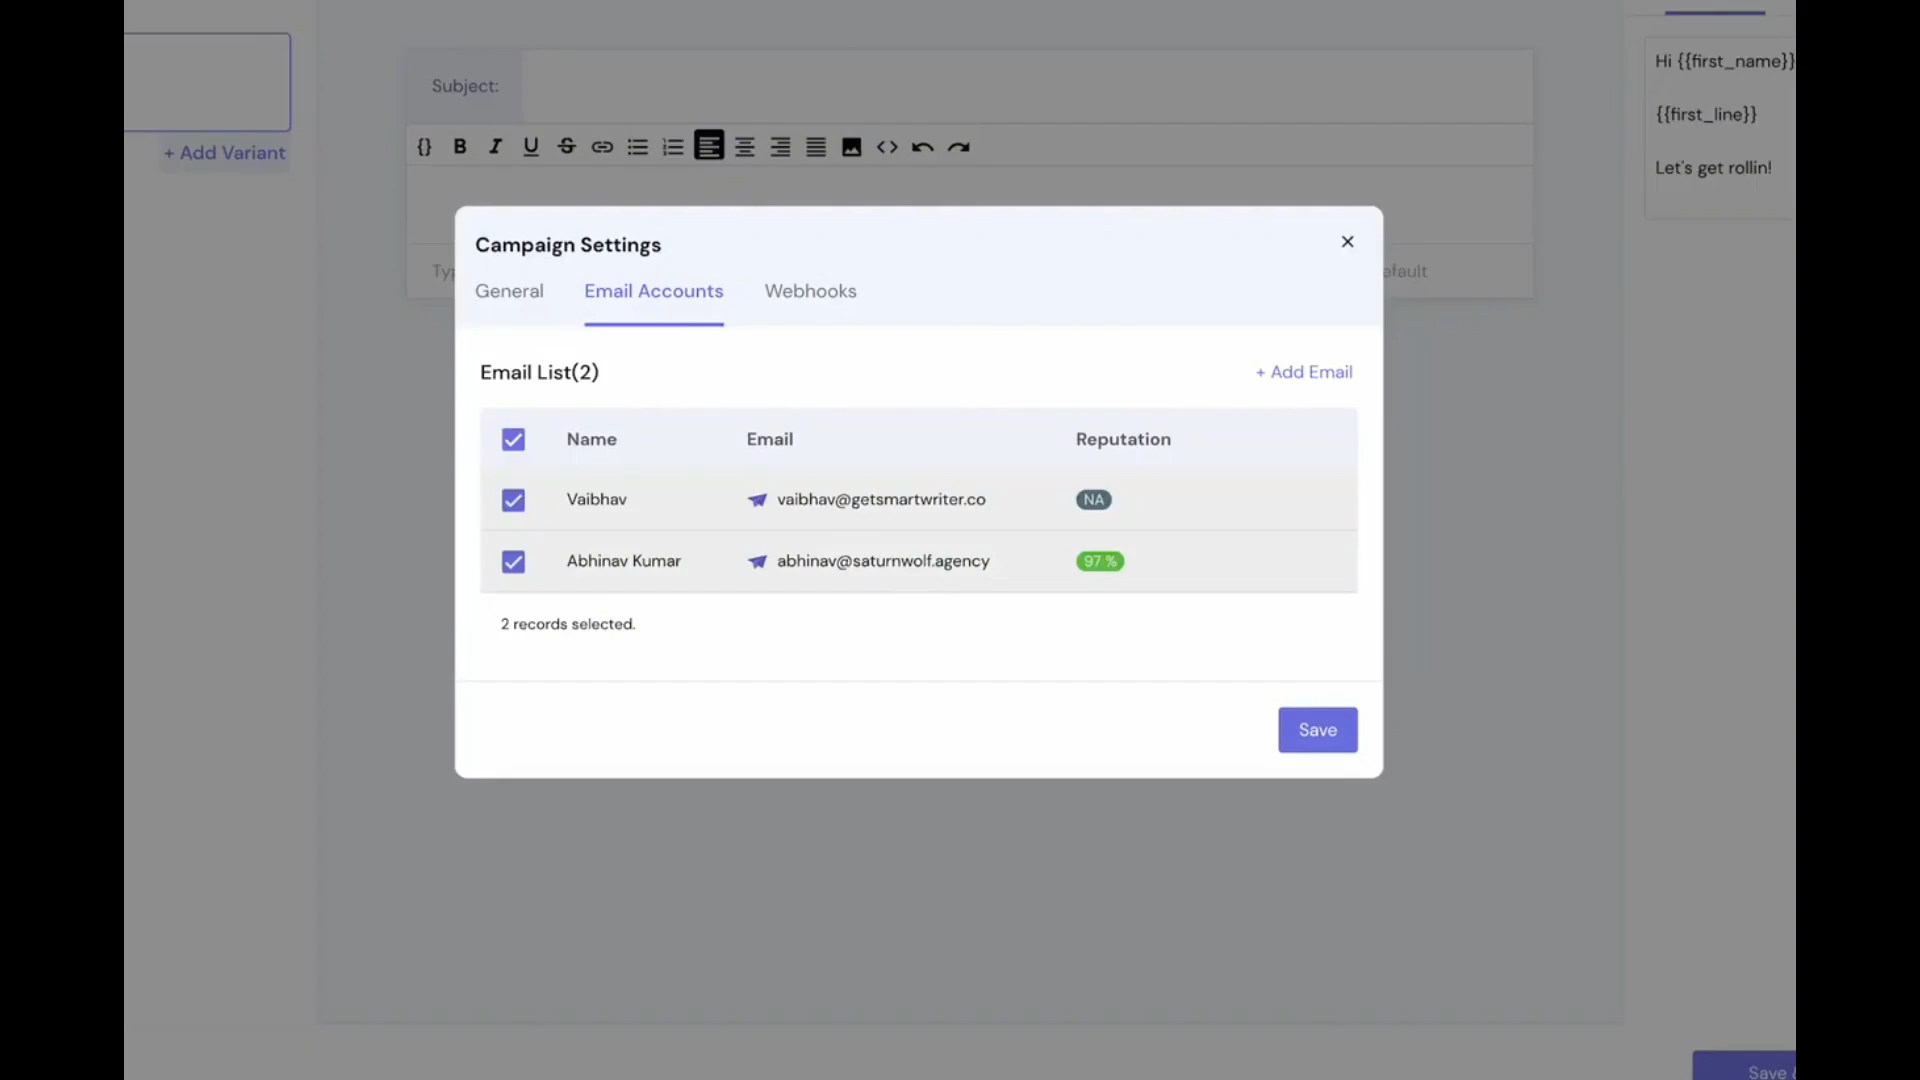 Hi {{first_name}}
Subject:
{{first_line}}
{} B I U S
+ Add Variant
Let's get rollin!
Campaign Settings
General Email Accounts Webhooks
Email List(2) + Add Email
Name Email Reputation
Vaibhav vaibhav@getsmartwriter.co NA
Abhinav Kumar abhinav@saturnwolf.agency 97 %
2 records selected.
Save
Save